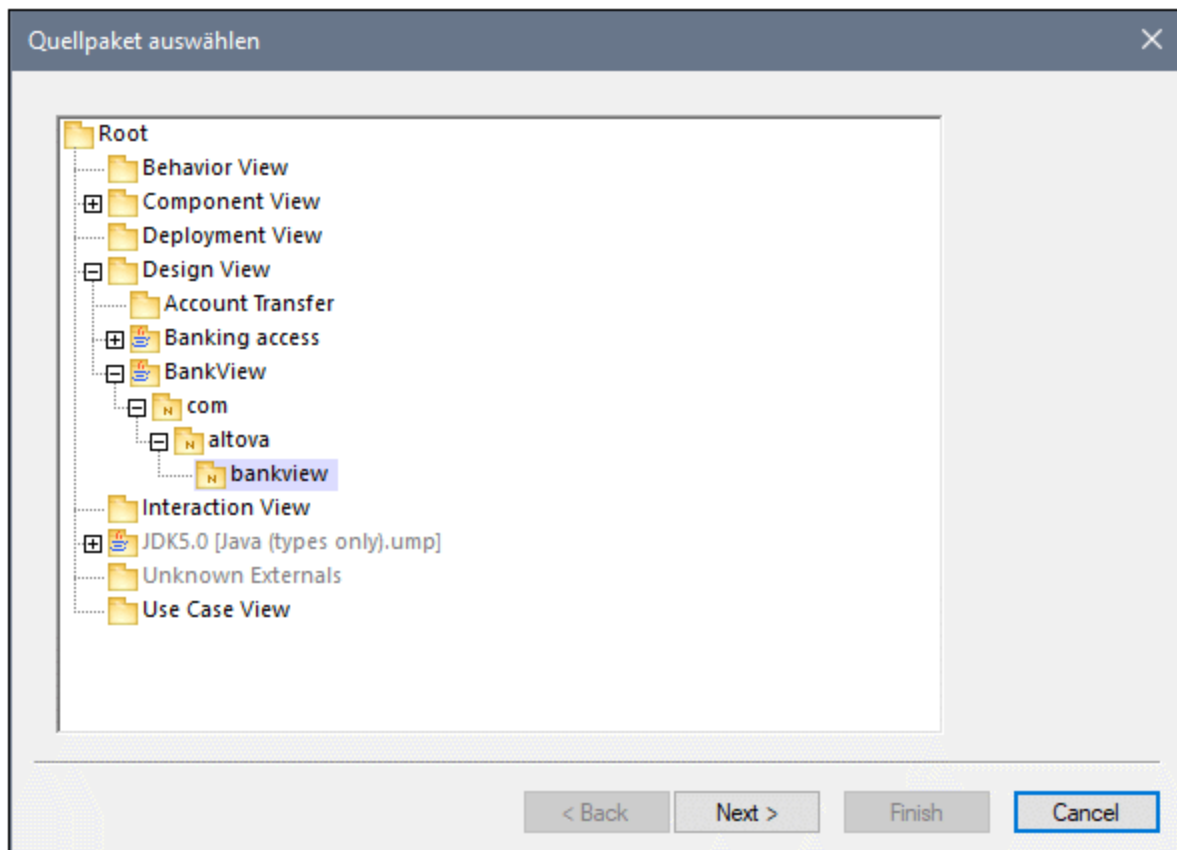 Quellpaket auswählen
Root
Behavior View
Component View
Deployment View
Design View
Account Transfer
Banking access
BankView
N com
N altova
N bankview
Interaction View
JDK5.0 [Java (types only).ump]
Unknown Externals
Use Case View
< Back Next > Finish Cancel